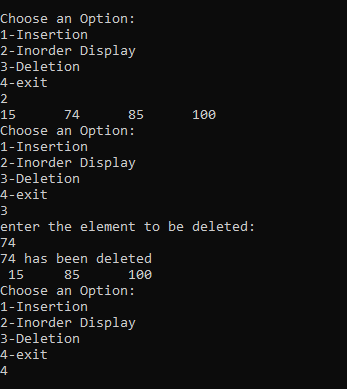 Choose an Option:
1-Insertion
2-Inorder Display
3-Deletion
4-exit
2
15 74 85 100
Choose an Option:
1-Insertion
2-Inorder Display
3-Deletion
4-exit
3
enter the element to be deleted:
74
74 has been deleted
15 85 100
Choose an Option:
1-Insertion
2-Inorder Display
3-Deletion
4-exit
4